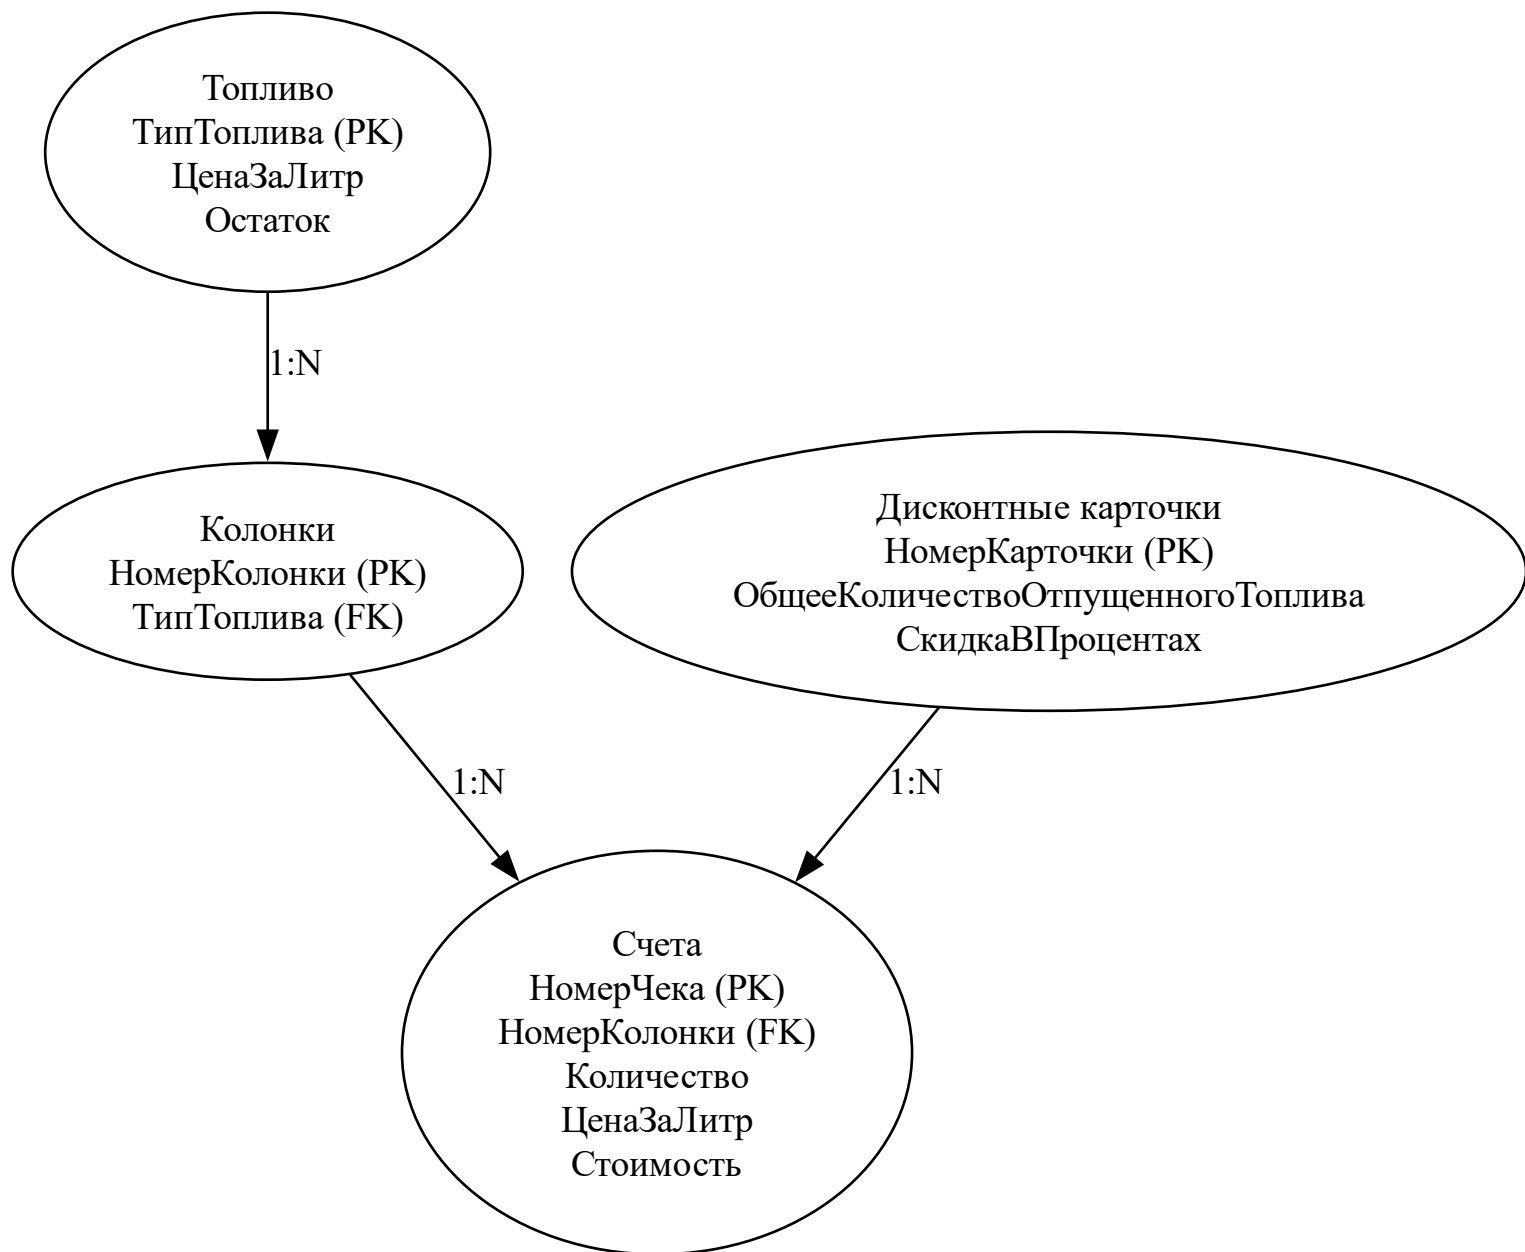 Топливо
ТипТоплива (PK)
ЦенаЗаЛитр
Остаток
1:N
Колонки
НомерКолонки (PK)
ТипТоплива (FK)
Дисконтные карточки
НомерКарточки (PK)
ОбщееКоличествоОтпущенногоТоплива
СкидкаВПроцентах
1:N
1:N
Счета
НомерЧека (PK)
НомерКолонки (FK)
Количество
ЦенаЗаЛитр
Стоимость